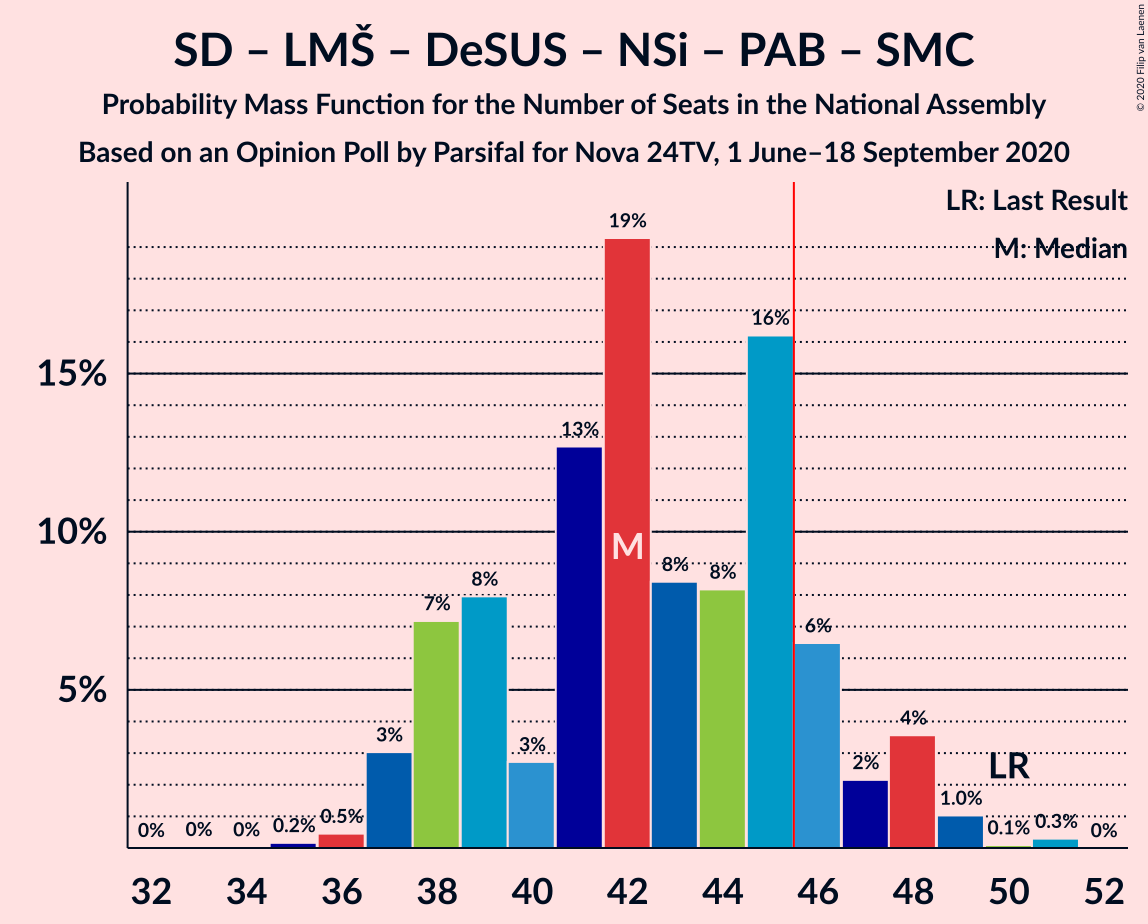 SD – LMŠ – DeSUS – NSi – PAB – SMC
Probability Mass Function for the Number of Seats in the National Assembly
Based on an Opinion Poll by Parsifal for Nova 24TV, 1 June–18 September 2020
© 2020 Filip van Laenen
LR: Last Result
M: Median
15%
10%
5%
0%
0%
0%
0.2%
0.5%
3%
7%
8%
3%
13%
19%
M
8%
8%
16%
6%
2%
4%
1.0%
LR
0.1%
0.3%
0%
32 34 36 38 40 42 44 46 48 50 52